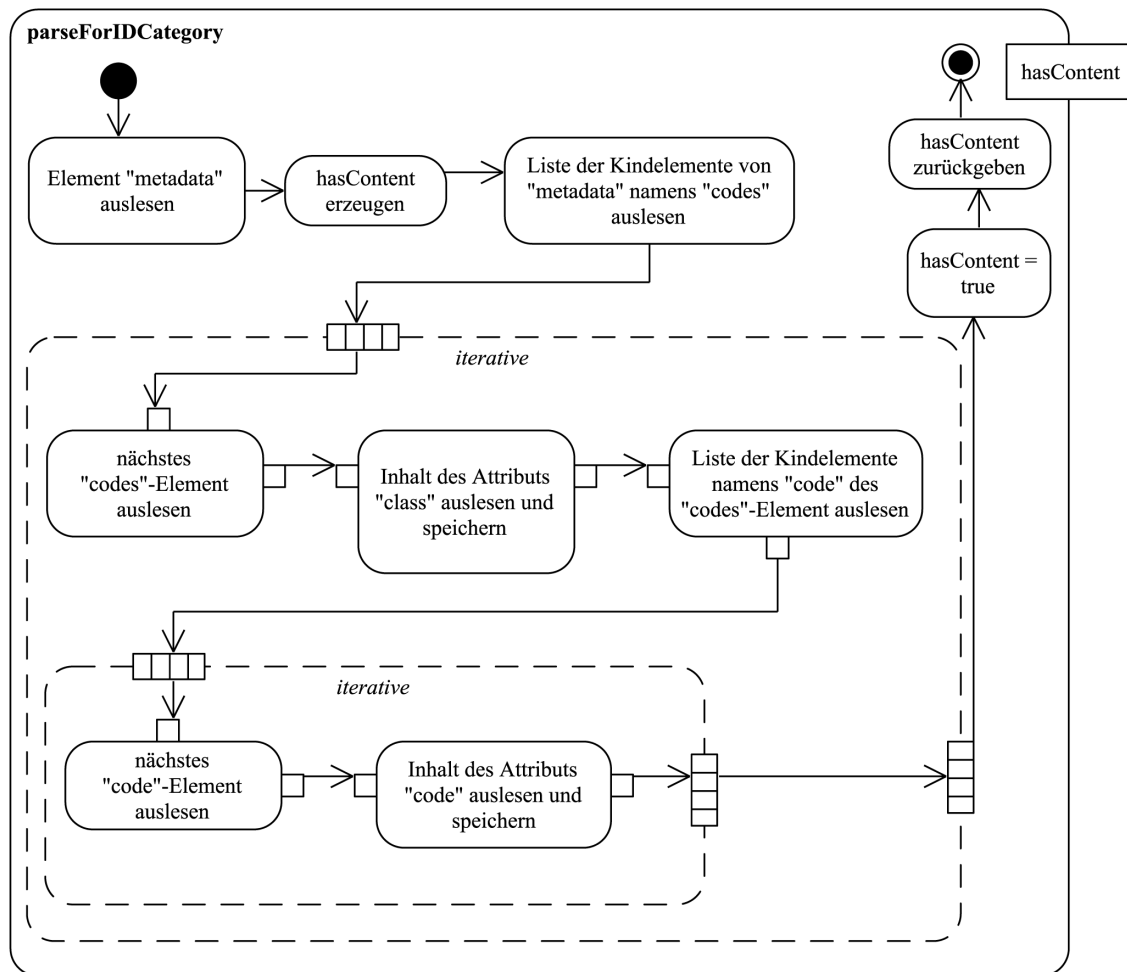 parseForIDCategory
hasContent
Element "metadata"
auslesen
hasContent
erzeugen
Liste der Kindelemente von
"metadata" namens "codes"
auslesen
hasContent
zurückgeben
hasContent =
true
iterative
nächstes
"codes"-Element
auslesen
Inhalt des Attributs
"class" auslesen und
speichern
Liste der Kindelemente
namens "code" des
"codes"-Element auslesen
iterative
nächstes
"code"-Element
auslesen
Inhalt des Attributs
"code" auslesen und
speichern